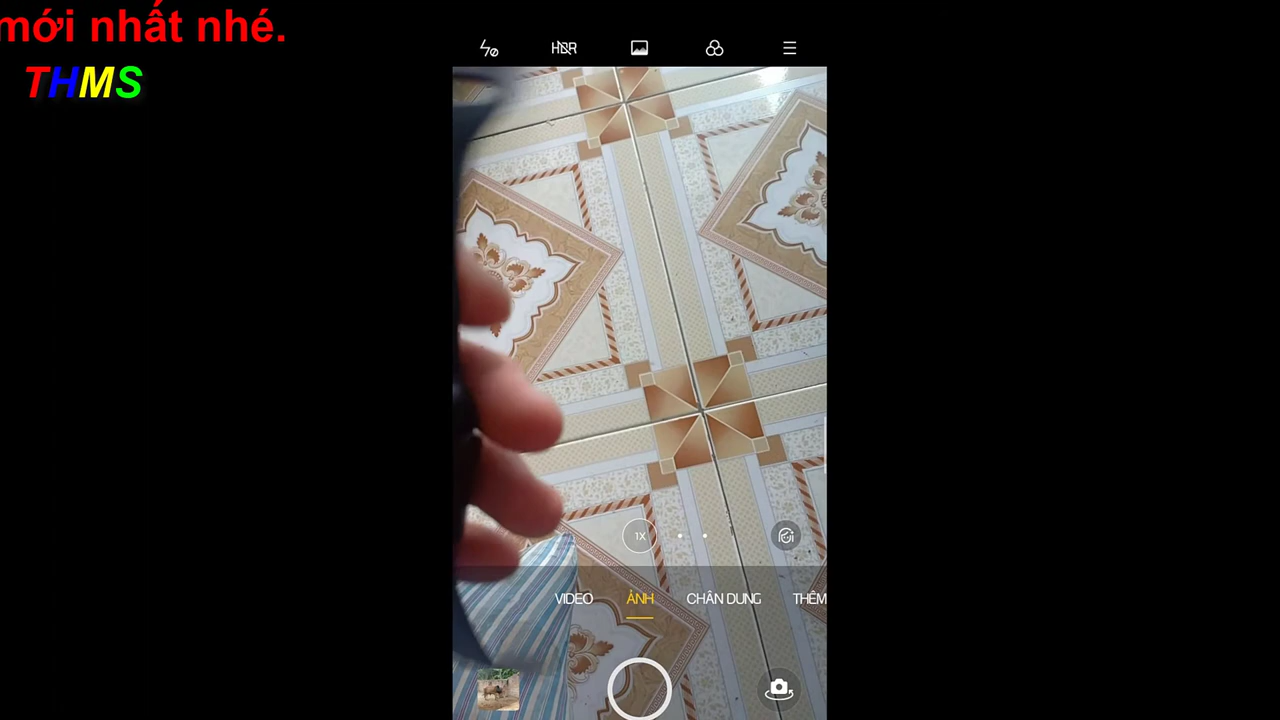 mới nhất nhé.
THMS
HDR
1X
VIDEO ẢNH CHÂN DUNG THÊM